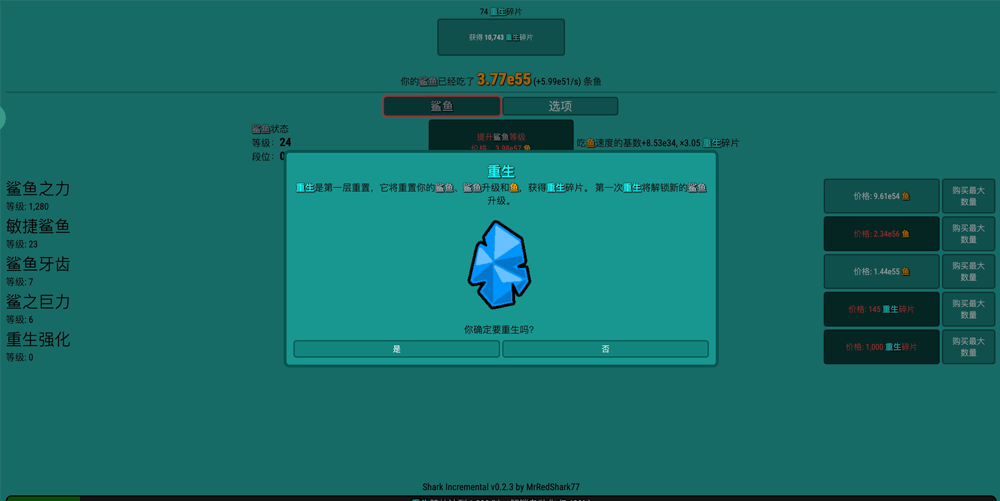 74 重生碎片
获得 10,743 重生碎片
你的鲨鱼已经吃了 3.77e55 (+5.99e51/s) 条鱼
鲨鱼
选项
鲨鱼状态
等级: 24
段位: 0
提升鲨鱼等级
价格: 3.98e57 鱼
吃鱼速度的基数+8.53e34, ×3.05 重生碎片
重生
重生是第一层重置，它将重置你的鲨鱼、鲨鱼升级和鱼，获得重生碎片。 第一次重生将解锁新的鲨鱼
升级。
你确定要重生吗?
是
否
鲨鱼之力
等级: 1,280
价格: 9.61e54 鱼
购买最大
数量
敏捷鲨鱼
等级: 23
价格: 2.34e56 鱼
购买最大
数量
鲨鱼牙齿
等级: 7
价格: 1.44e55 鱼
购买最大
数量
鲨之巨力
等级: 6
价格: 145 重生碎片
购买最大
数量
重生强化
等级: 0
价格: 1,000 重生碎片
购买最大
数量
Shark Incremental v0.2.3 by MrRedShark77